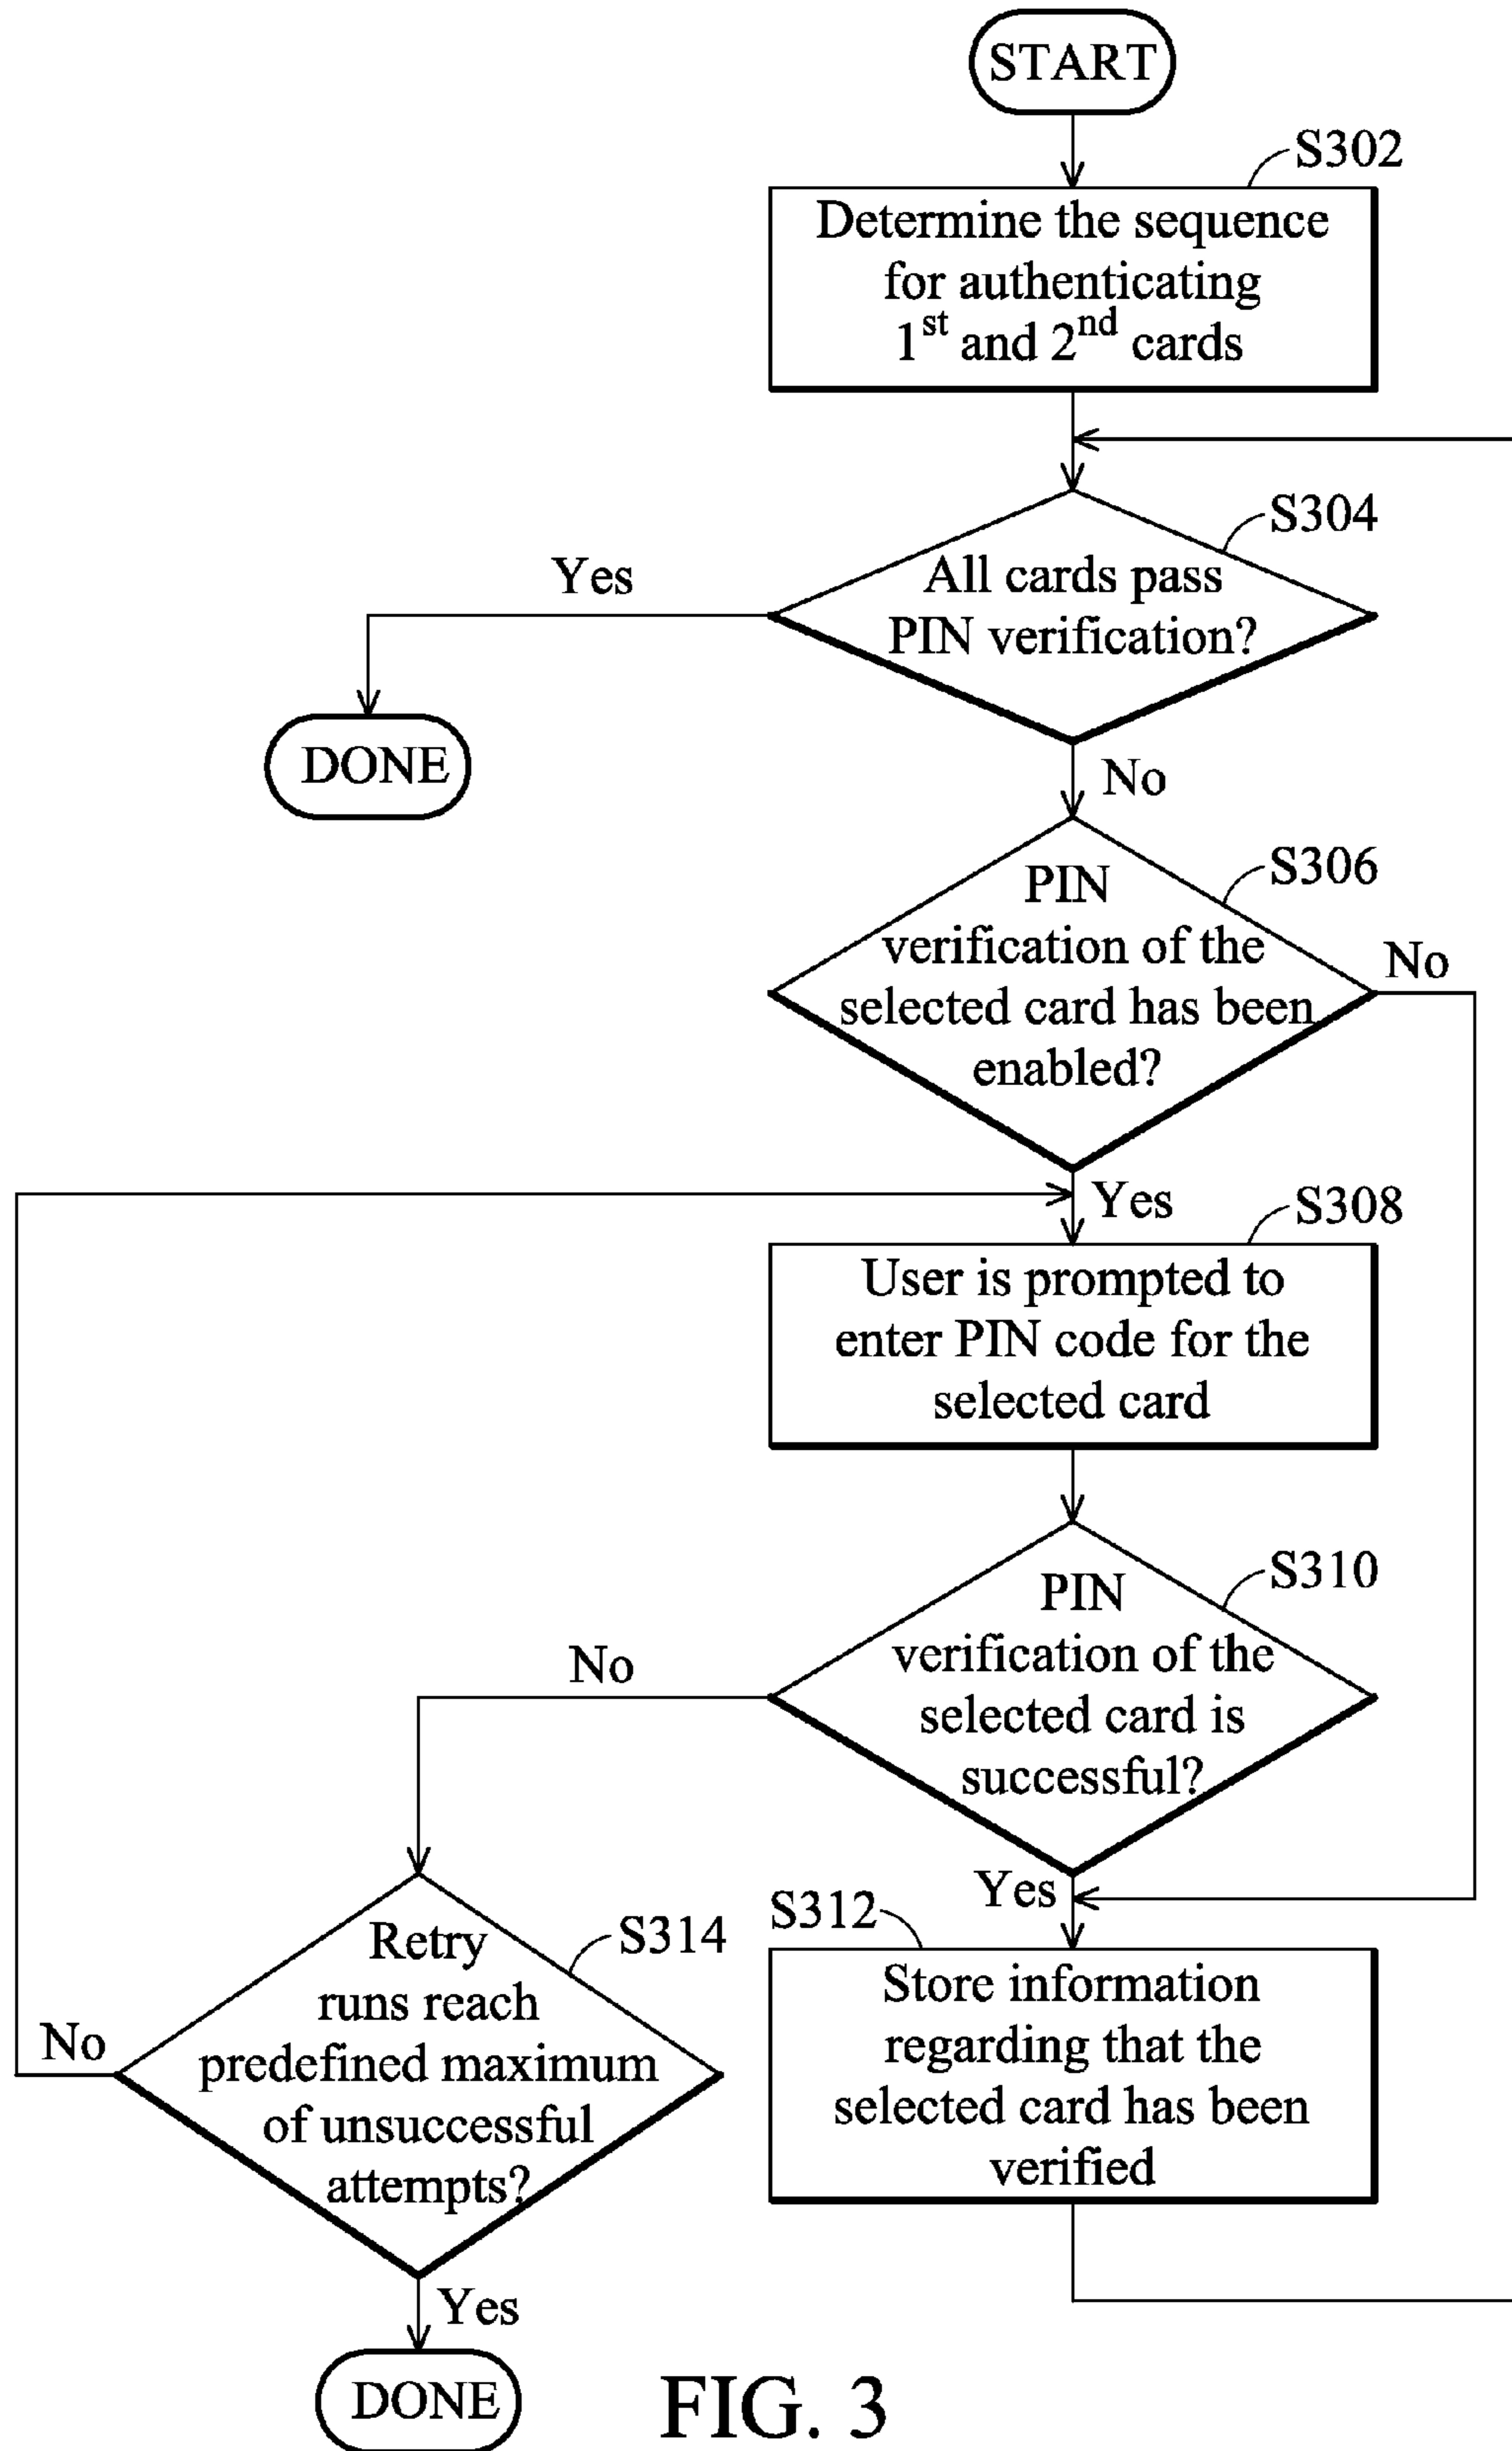 START
S302
Determine the sequence
for authenticating
1st and 2nd cards
S304
All cards pass
PIN verification?
Yes
DONE
No
S306
PIN
verification of the
selected card has been
enabled?
No
Yes
S308
User is prompted to
enter PIN code for the
selected card
S310
PIN
verification of the
selected card is
successful?
No
Yes
S312
Store information
regarding that the
selected card has been
verified
S314
Retry
runs reach
predefined maximum
of unsuccessful
attempts?
No
Yes
DONE
FIG. 3